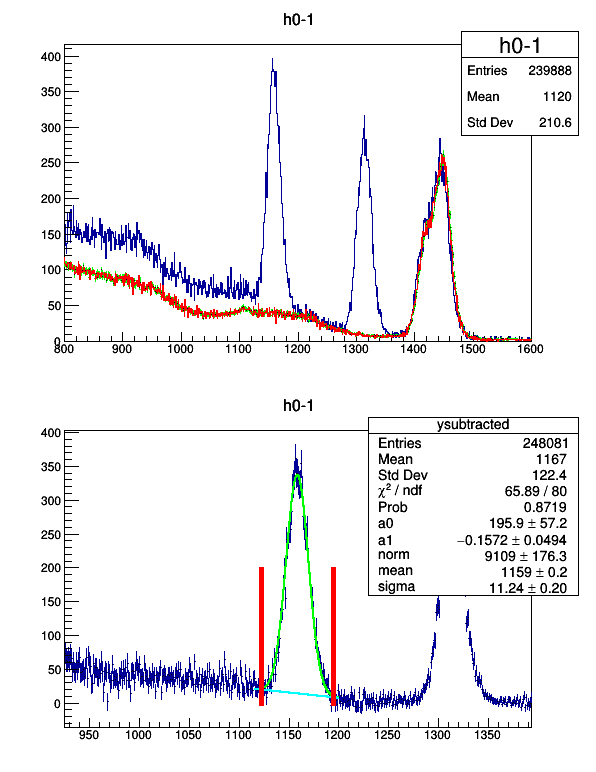 h0-1
h0-1
Entries 239888
Mean 1120
Std Dev 210.6
400
350
300
250
200
150
100
50
0
800 900 1000 1100 1200 1300 1400 1500 1600
h0-1
ysubtracted
Entries 248081
Mean 1167
Std Dev 122.4
χ² / ndf 65.89 / 80
Prob 0.8719
a0 195.9 ± 57.2
a1 −0.1572 ± 0.0494
norm 9109 ± 176.3
mean 1159 ± 0.2
sigma 11.24 ± 0.20
400
350
300
250
200
150
100
50
0
950 1000 1050 1100 1150 1200 1250 1300 1350